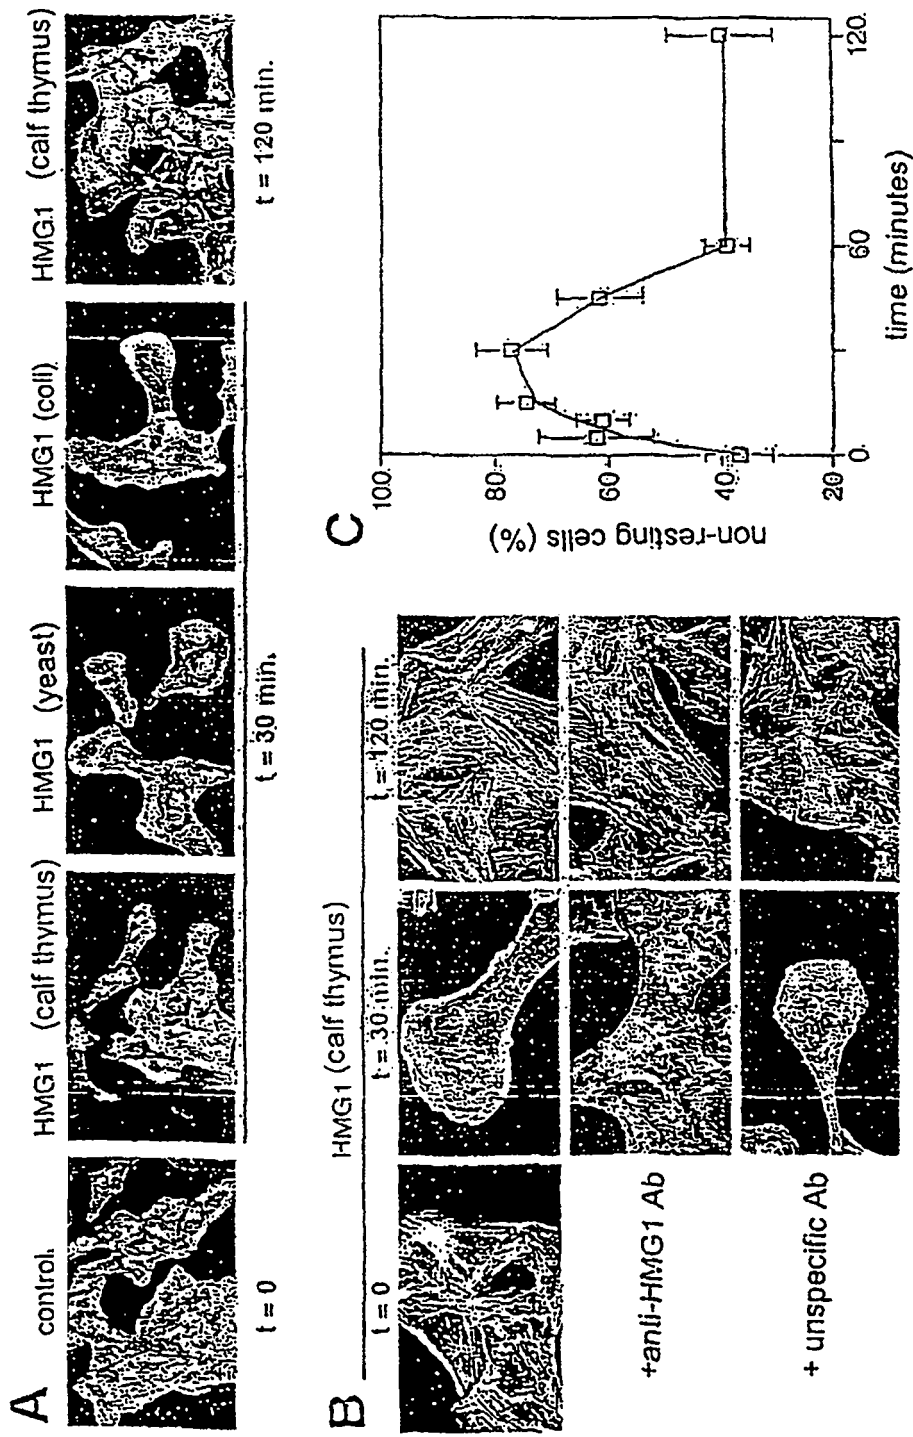 A
control
HMG1 (calf thymus)
HMG1 (yeast)
HMG1 (coli)
HMG1 (calf thymus)
t = 0
t = 30 min.
t = 120 min.
B
HMG1 (calf thymus)
t = 0
t = 30 min.
t = 120 min.
+anti-HMG1 Ab
+ unspecific Ab
C
non-resting cells (%)
100
80
60
40
20
0
60
120
time (minutes)